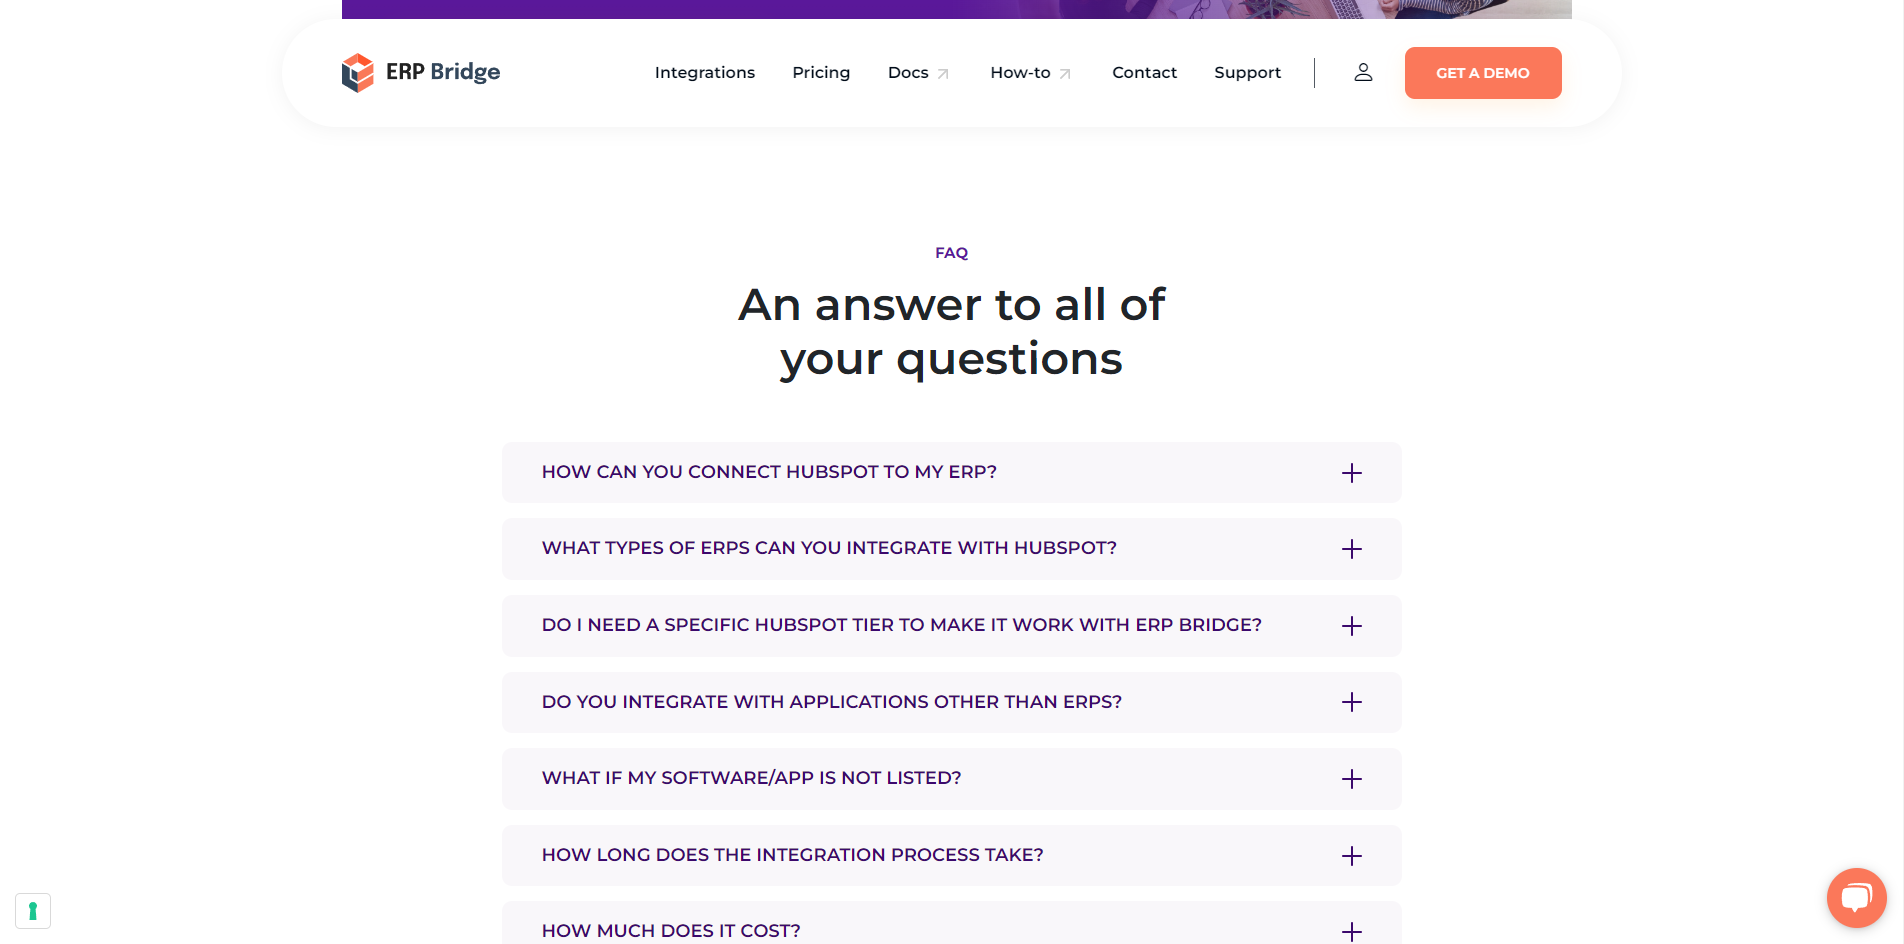 ERP Bridge
Integrations
Pricing
Docs
How-to
Contact
Support
GET A DEMO
FAQ
An answer to all of
your questions
HOW CAN YOU CONNECT HUBSPOT TO MY ERP?
WHAT TYPES OF ERPS CAN YOU INTEGRATE WITH HUBSPOT?
DO I NEED A SPECIFIC HUBSPOT TIER TO MAKE IT WORK WITH ERP BRIDGE?
DO YOU INTEGRATE WITH APPLICATIONS OTHER THAN ERPS?
WHAT IF MY SOFTWARE/APP IS NOT LISTED?
HOW LONG DOES THE INTEGRATION PROCESS TAKE?
HOW MUCH DOES IT COST?